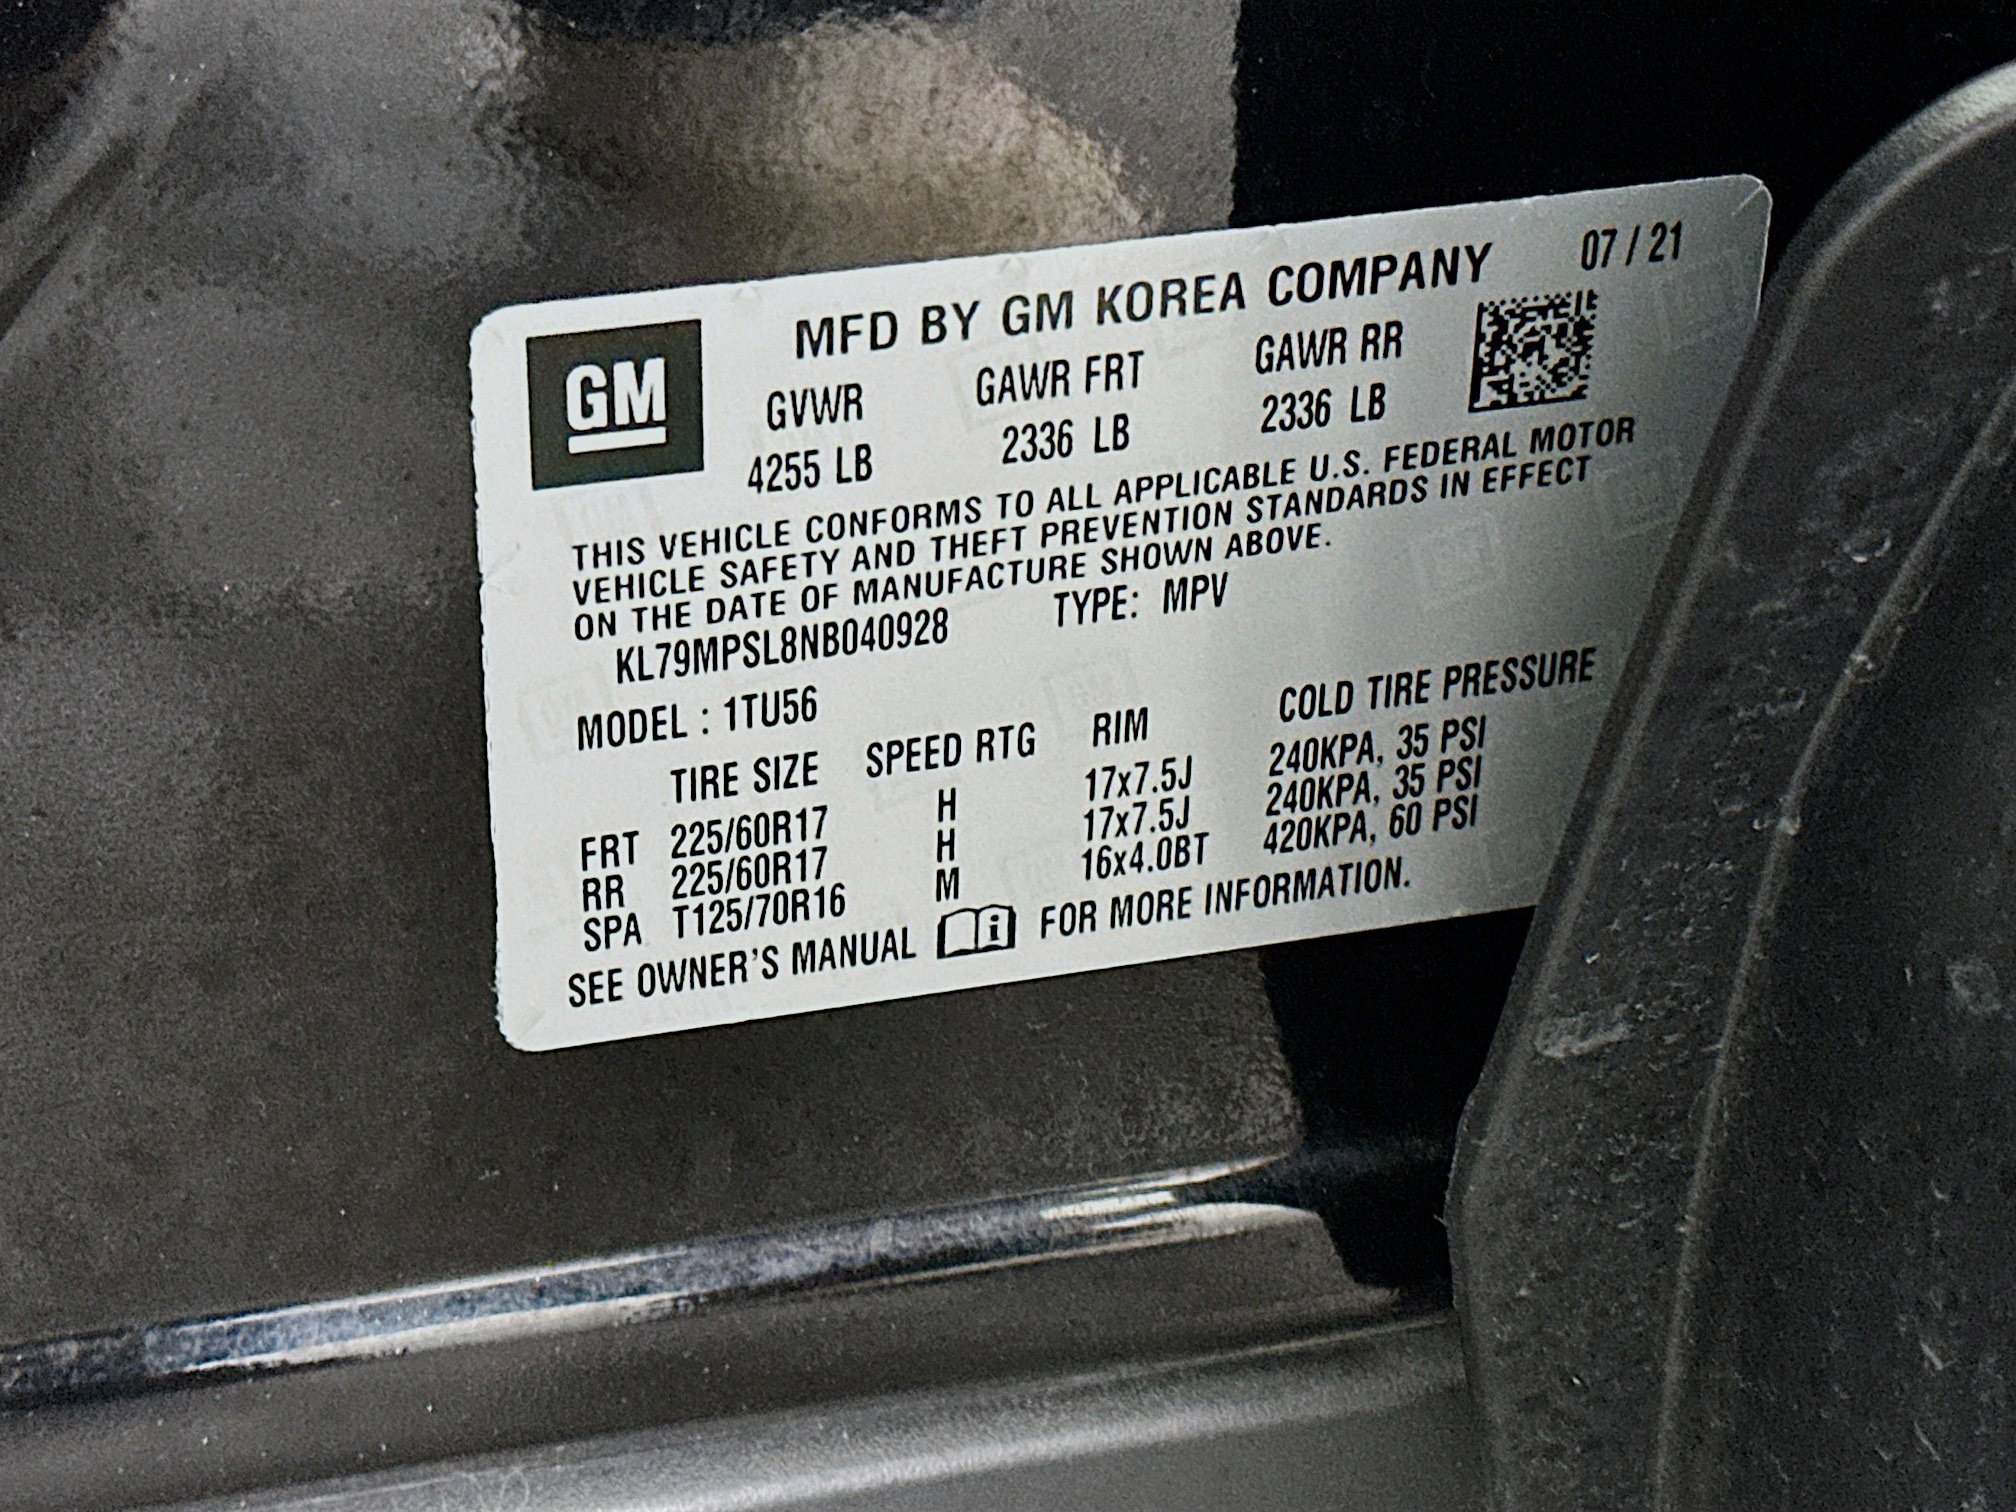 MFD BY GM KOREA COMPANY 07 / 21
GM
GVWR GAWR FRT GAWR RR
4255 LB 2336 LB 2336 LB
THIS VEHICLE CONFORMS TO ALL APPLICABLE U.S. FEDERAL MOTOR
VEHICLE SAFETY AND THEFT PREVENTION STANDARDS IN EFFECT
ON THE DATE OF MANUFACTURE SHOWN ABOVE.
KL79MPSL8NB040928 TYPE: MPV
MODEL : 1TU56
TIRE SIZE SPEED RTG RIM COLD TIRE PRESSURE
FRT 225/60R17 H 17x7.5J 240KPA, 35 PSI
RR 225/60R17 H 17x7.5J 240KPA, 35 PSI
SPA T125/70R16 M 16x4.0BT 420KPA, 60 PSI
SEE OWNER'S MANUAL FOR MORE INFORMATION.